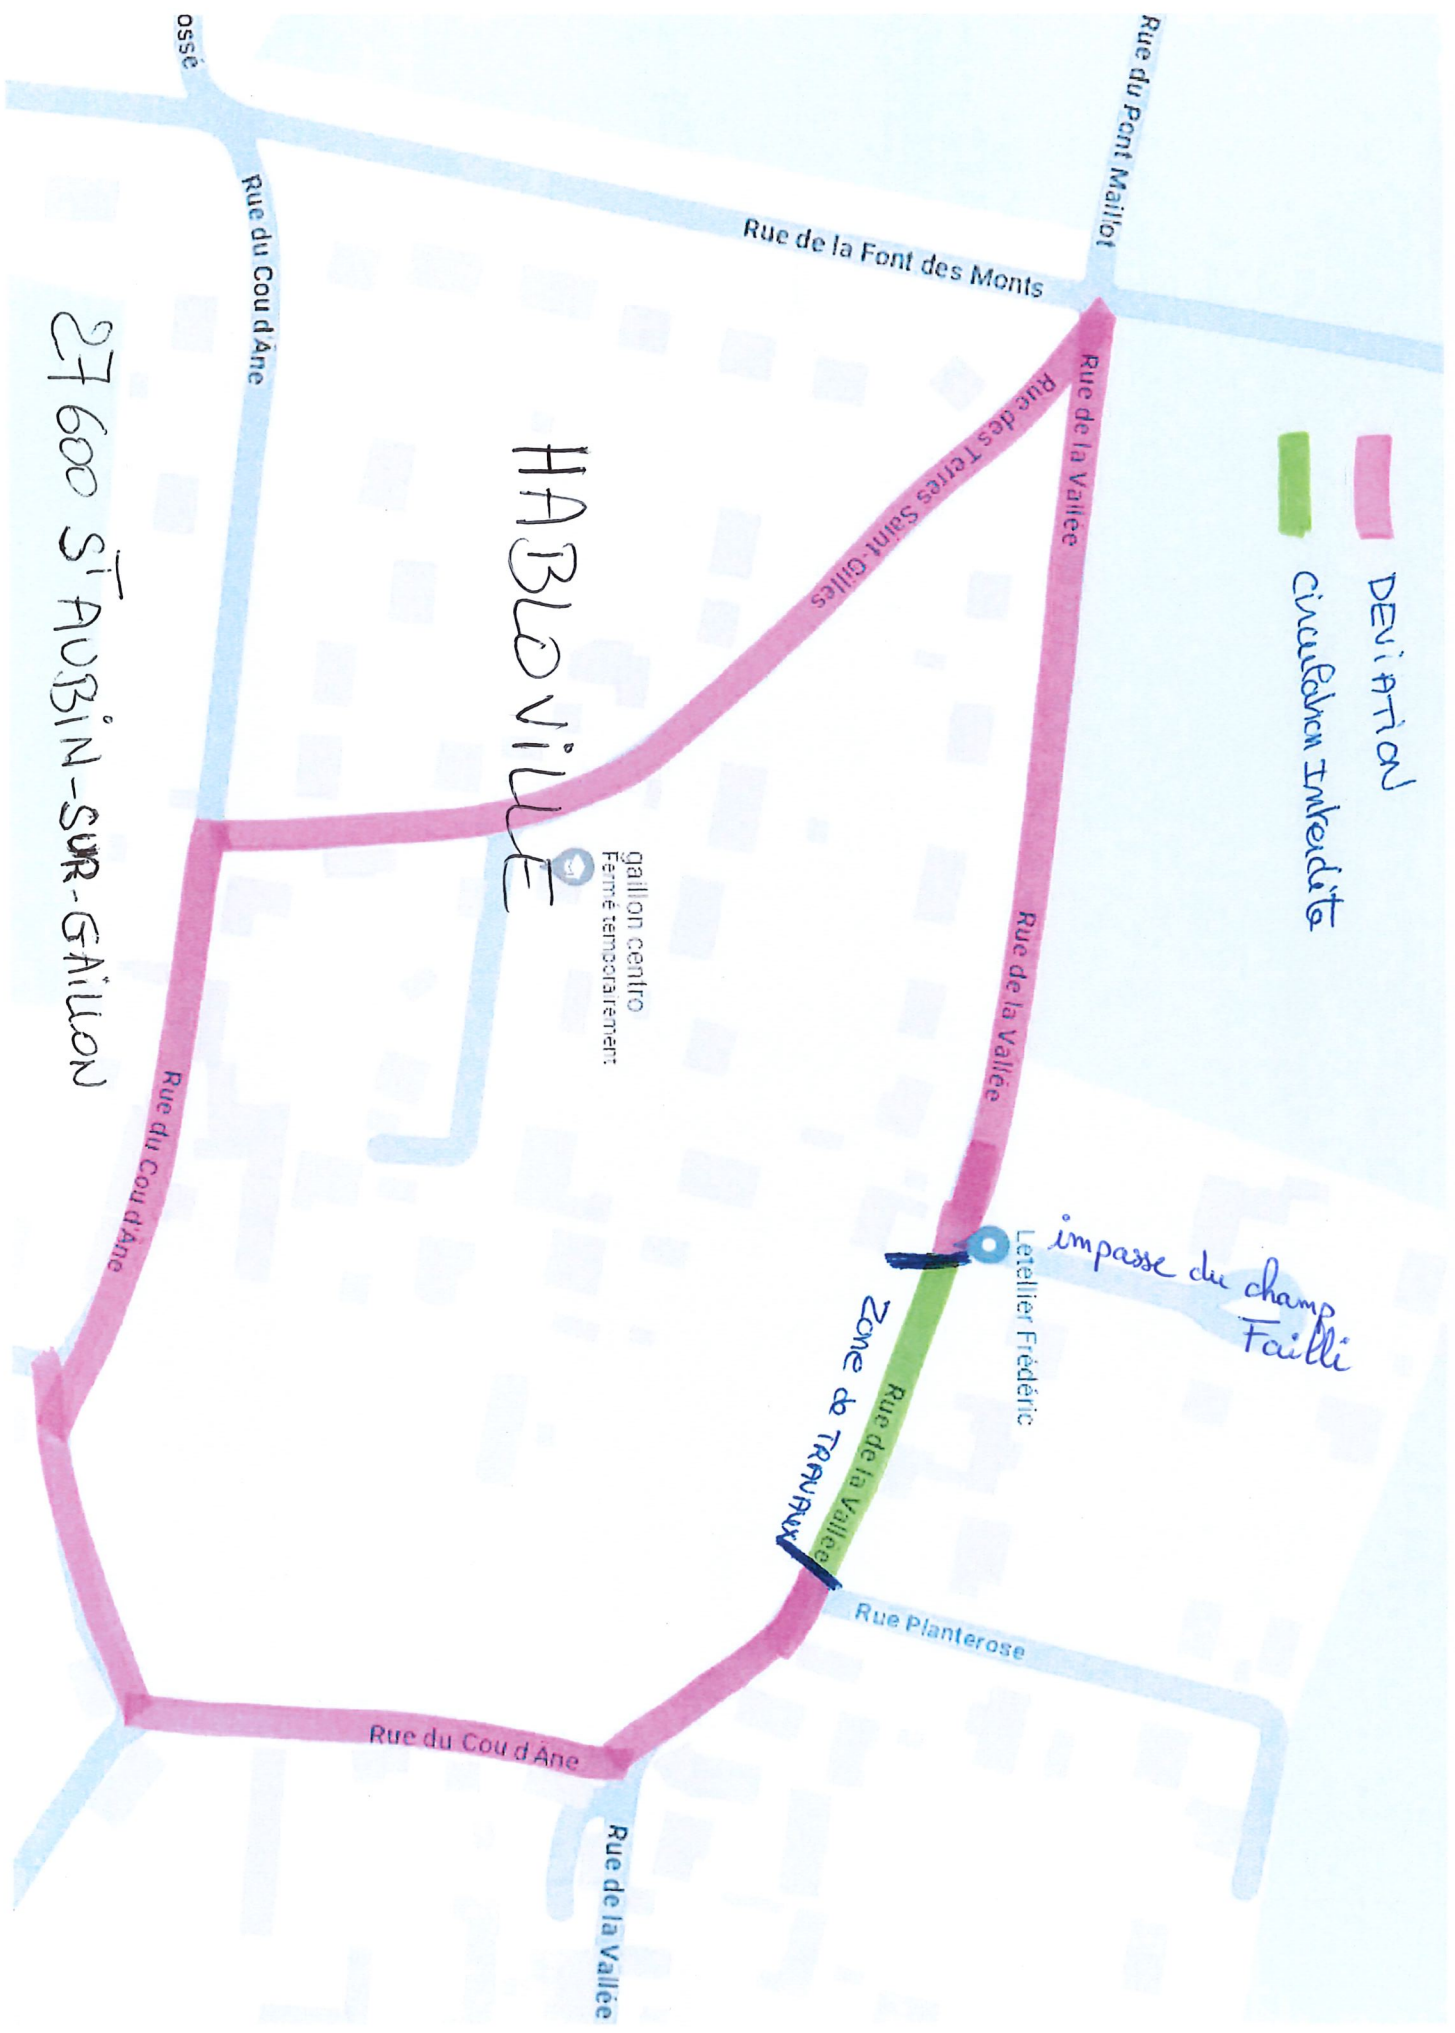 DEViATiON
Circulation Interdite
Rue du Pont Maillot
Rue de la Font des Monts
Rue de la Vallée
Rue des Terres Saint-Gilles
ossé
Rue du Cou d'Âne
HABLOViLLE
27600 ST AUBiN-SUR-GAiLLON
gaillon centro
Fermé temporairement
Rue de la Vallée
impasse du champ
Failli
Letellier Frédéric
Zone de TRAVAUX
Rue de la Vallée
Rue Planterose
Rue du Cou d'Âne
Rue du Cou d'Âne
Rue de la Vallée